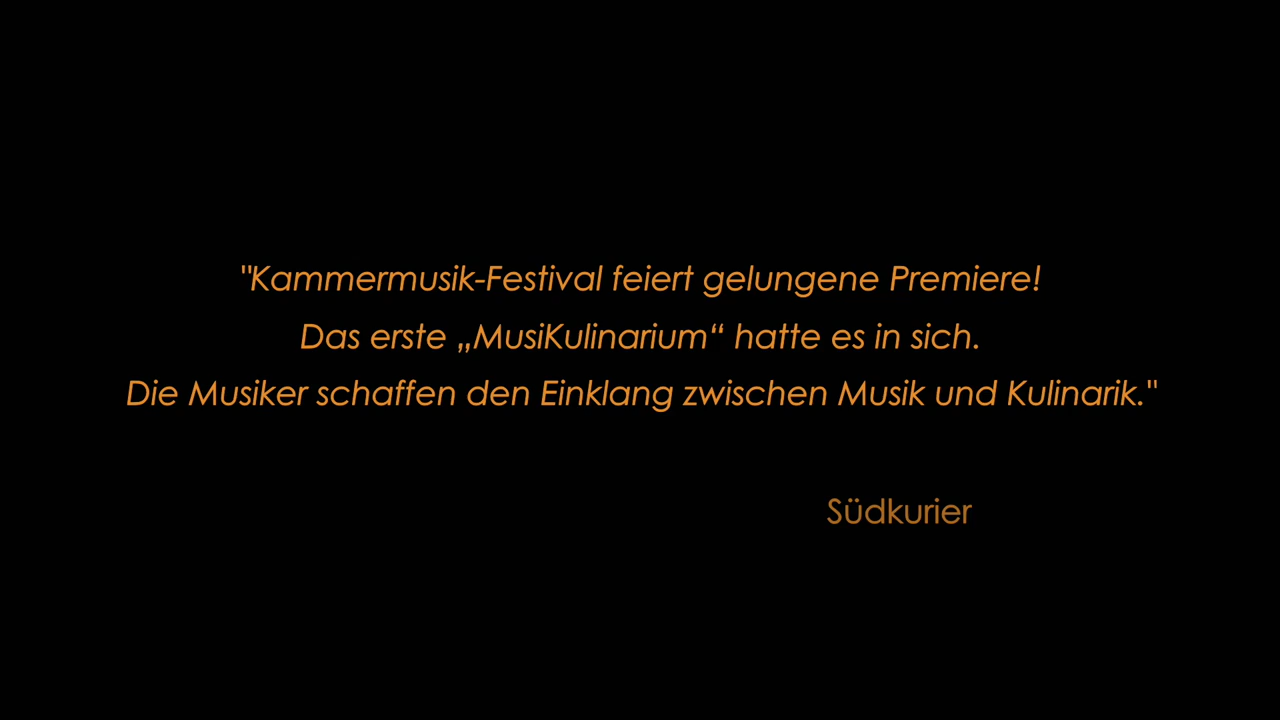 "Kammermusik-Festival feiert gelungene Premiere!
Das erste „MusiKulinarium“ hatte es in sich.
Die Musiker schaffen den Einklang zwischen Musik und Kulinarik."
Südkurier